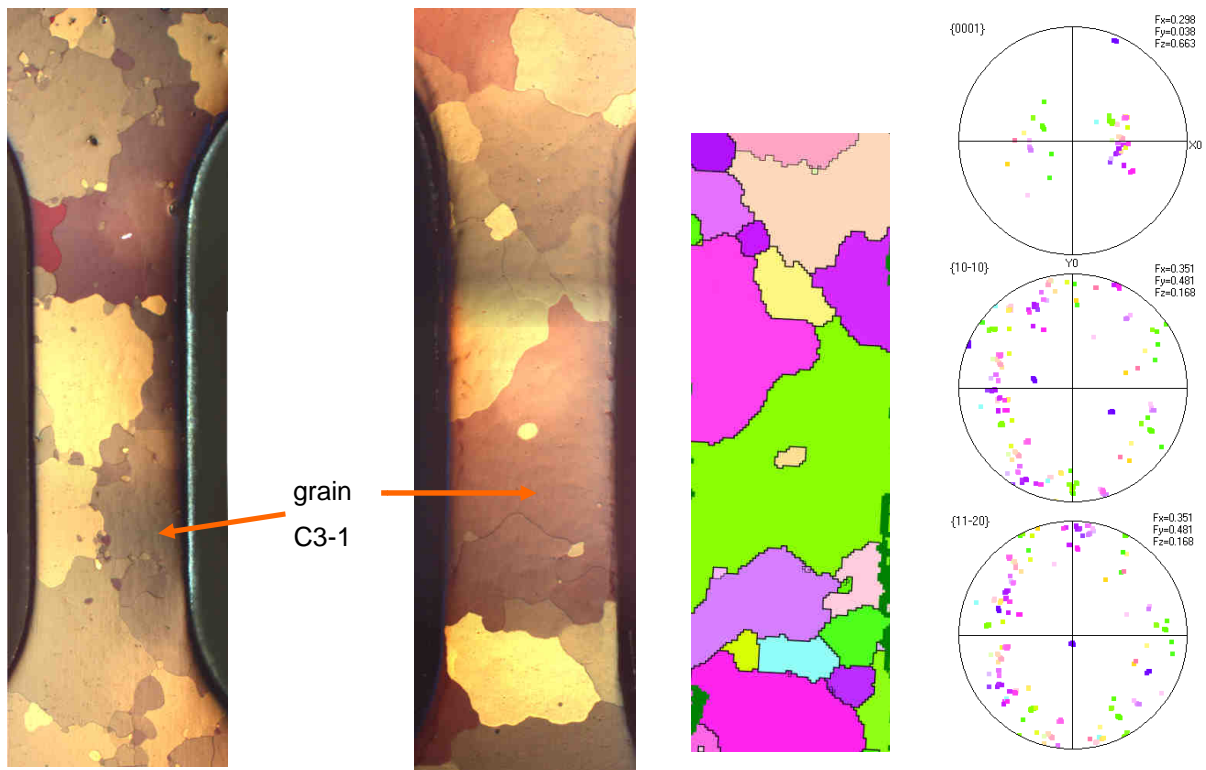 grain
C3-1
{0001}
Fx=0.298
Fy=0.038
Fz=0.663
X0
Y0
{10-10}
Fx=0.351
Fy=0.481
Fz=0.168
{11-20}
Fx=0.351
Fy=0.481
Fz=0.168